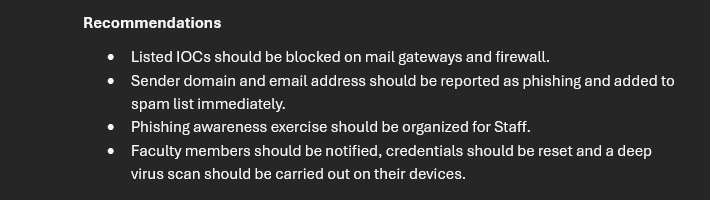 Recommendations
• Listed IOCs should be blocked on mail gateways and firewall.
• Sender domain and email address should be reported as phishing and added to
spam list immediately.
• Phishing awareness exercise should be organized for Staff.
• Faculty members should be notified, credentials should be reset and a deep
virus scan should be carried out on their devices.